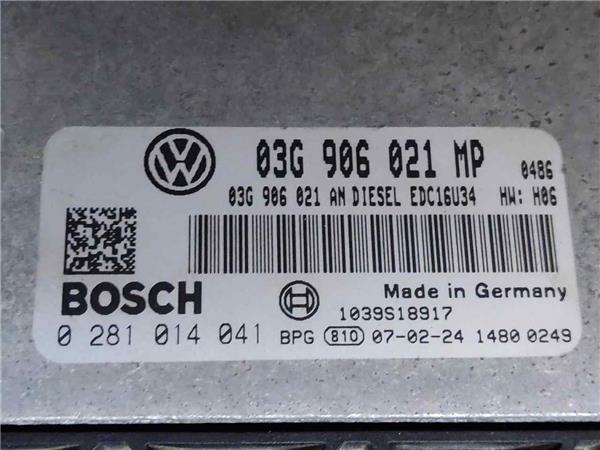 03G 906 021 MP 0486
03G 906 021 AN DIESEL EDC16U34 HW: H06
BOSCH
Made in Germany
1039S18917
0 281 014 041 BPG 810 07-02-24 1480 0249